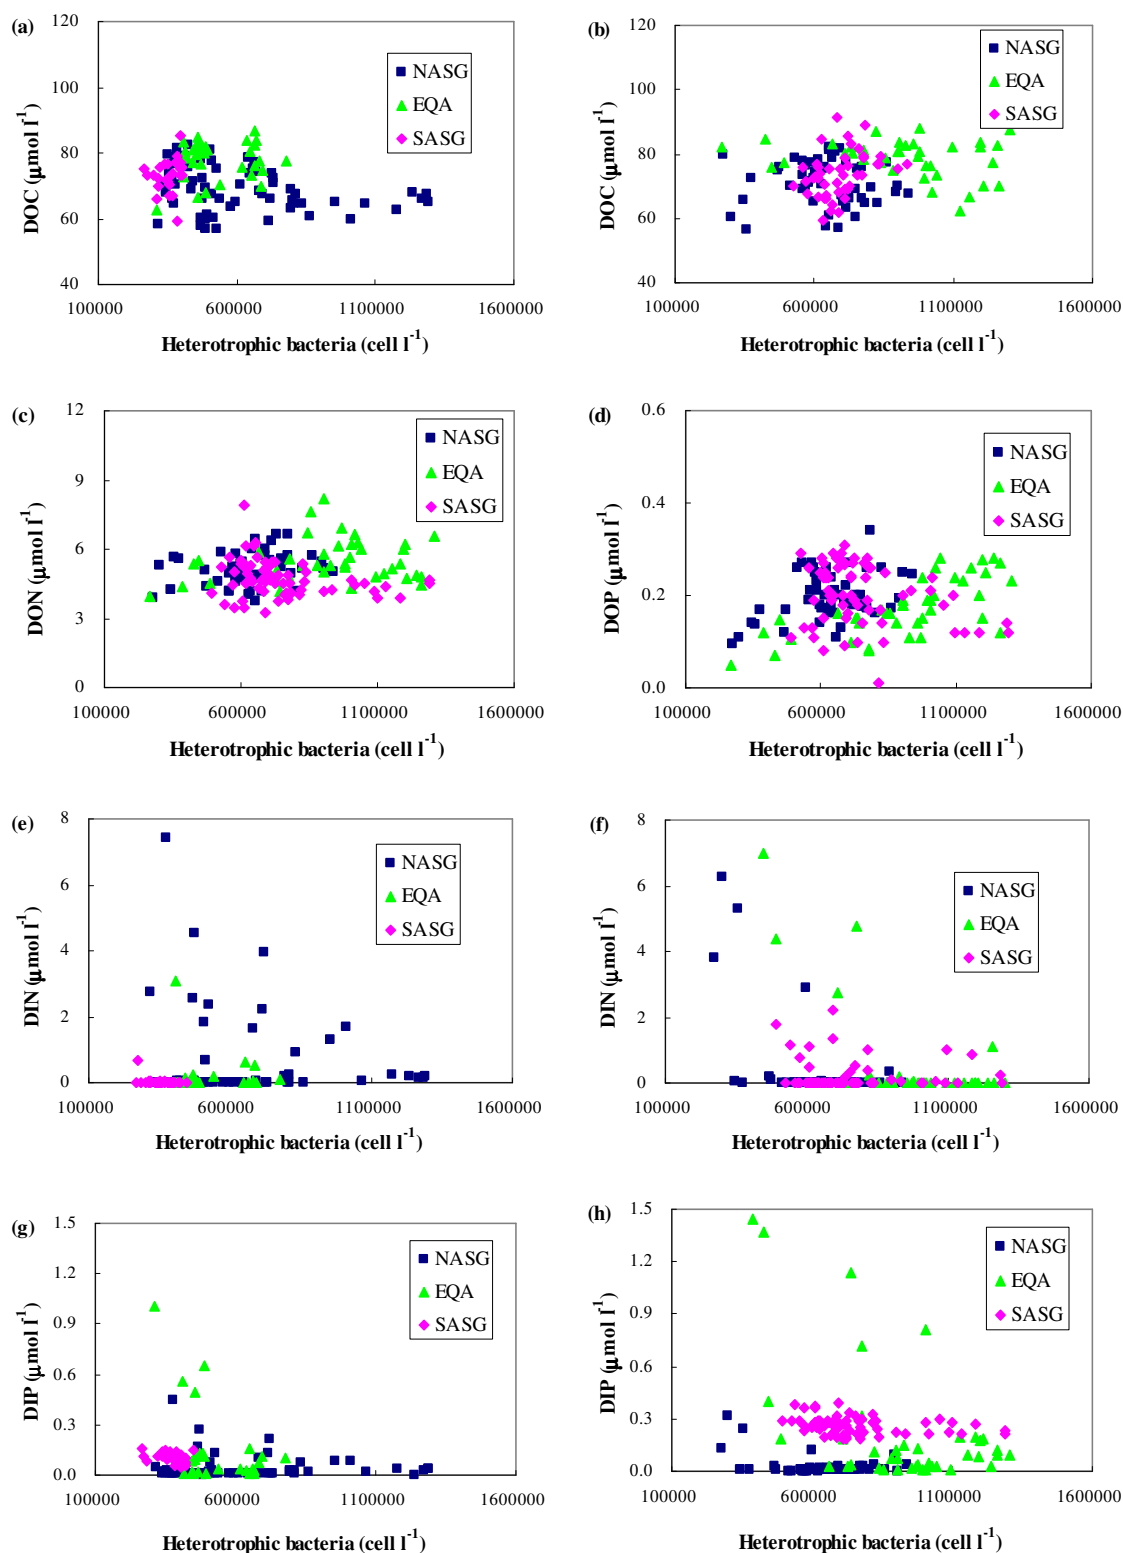 (a)
120
100
80
60
40
DOC (μmol l-1)
NASG
EQA
SASG
100000 600000 1100000 1600000
Heterotrophic bacteria (cell l-1)
(b)
120
100
80
60
40
DOC (μmol l-1)
NASG
EQA
SASG
100000 600000 1100000 1600000
Heterotrophic bacteria (cell l-1)
(c)
12
9
6
3
0
DON (μmol l-1)
NASG
EQA
SASG
100000 600000 1100000 1600000
Heterotrophic bacteria (cell l-1)
(d)
0.6
0.4
0.2
0.0
DOP (μmol l-1)
NASG
EQA
SASG
100000 600000 1100000 1600000
Heterotrophic bacteria (cell l-1)
(e)
8
6
4
2
0
DIN (μmol l-1)
NASG
EQA
SASG
100000 600000 1100000 1600000
Heterotrophic bacteria (cell l-1)
(f)
8
6
4
2
0
DIN (μmol l-1)
NASG
EQA
SASG
100000 600000 1100000 1600000
Heterotrophic bacteria (cell l-1)
(g)
1.5
1.2
0.9
0.6
0.3
0.0
DIP (μmol l-1)
NASG
EQA
SASG
100000 600000 1100000 1600000
Heterotrophic bacteria (cell l-1)
(h)
1.5
1.2
0.9
0.6
0.3
0.0
DIP (μmol l-1)
NASG
EQA
SASG
100000 600000 1100000 1600000
Heterotrophic bacteria (cell l-1)